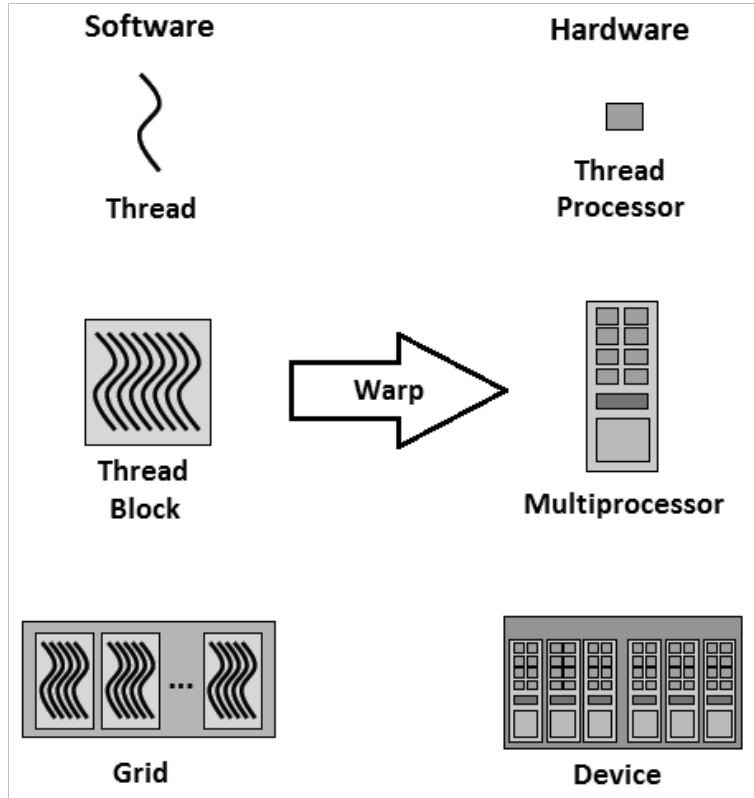 Software
Hardware
Thread
Thread
Processor
Warp
Thread
Block
Multiprocessor
...
Grid
Device